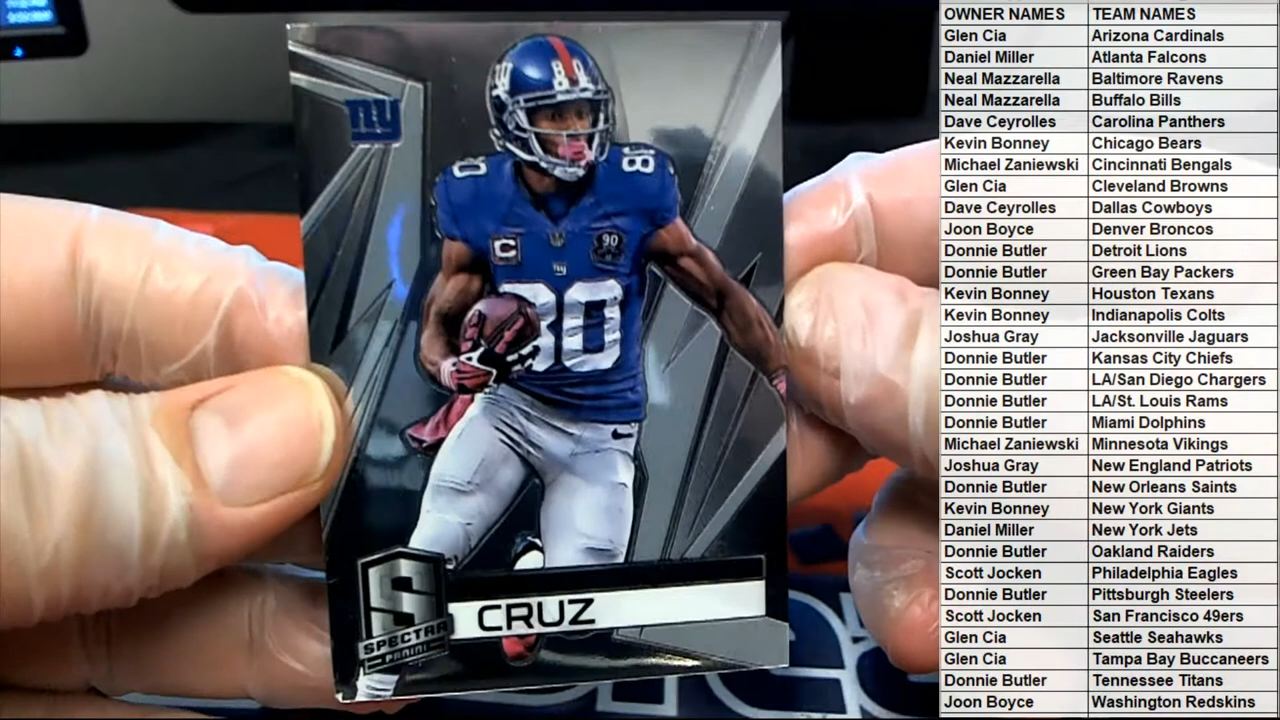 OWNER NAMES TEAM NAMES
Glen Cia Arizona Cardinals
Daniel Miller Atlanta Falcons
Neal Mazzarella Baltimore Ravens
Neal Mazzarella Buffalo Bills
Dave Ceyrolles Carolina Panthers
Kevin Bonney Chicago Bears
Michael Zaniewski Cincinnati Bengals
Glen Cia Cleveland Browns
Dave Ceyrolles Dallas Cowboys
Joon Boyce Denver Broncos
Donnie Butler Detroit Lions
Donnie Butler Green Bay Packers
Kevin Bonney Houston Texans
Kevin Bonney Indianapolis Colts
Joshua Gray Jacksonville Jaguars
Donnie Butler Kansas City Chiefs
Donnie Butler LA/San Diego Chargers
Donnie Butler LA/St. Louis Rams
Donnie Butler Miami Dolphins
Michael Zaniewski Minnesota Vikings
Joshua Gray New England Patriots
Donnie Butler New Orleans Saints
Kevin Bonney New York Giants
Daniel Miller New York Jets
Donnie Butler Oakland Raiders
Scott Jocken Philadelphia Eagles
Donnie Butler Pittsburgh Steelers
Scott Jocken San Francisco 49ers
Glen Cia Seattle Seahawks
Glen Cia Tampa Bay Buccaneers
Donnie Butler Tennessee Titans
Joon Boyce Washington Redskins
ny
80
80
80
C
90
80
S
SPECTRA
PANINI
CRUZ